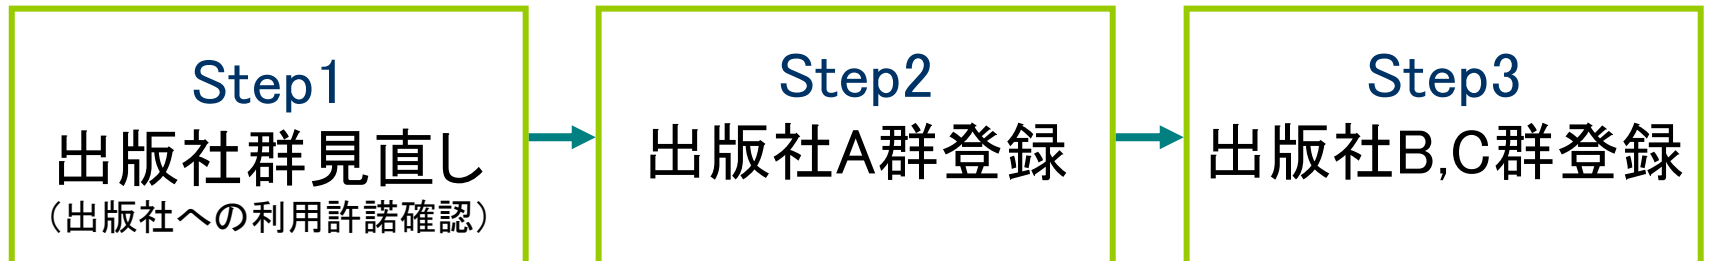 Step1
出版社群見直し
（出版社への利用許諾確認）
Step2
出版社A群登録
Step3
出版社B,C群登録